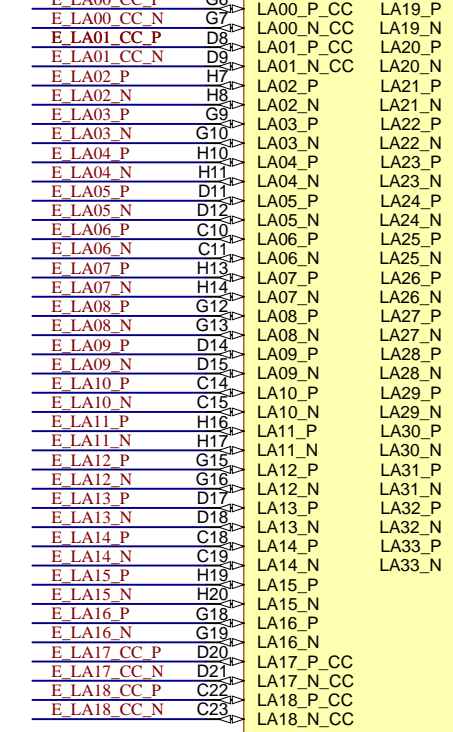 E_LA00_CC_P G6 LA00_P_CC LA19_P
E_LA00_CC_N G7 LA00_N_CC LA19_N
E_LA01_CC_P D8 LA01_P_CC LA20_P
E_LA01_CC_N D9 LA01_N_CC LA20_N
E_LA02_P H7 LA02_P LA21_P
E_LA02_N H8 LA02_N LA21_N
E_LA03_P G9 LA03_P LA22_P
E_LA03_N G10 LA03_N LA22_N
E_LA04_P H10 LA04_P LA23_P
E_LA04_N H11 LA04_N LA23_N
E_LA05_P D11 LA05_P LA24_P
E_LA05_N D12 LA05_N LA24_N
E_LA06_P C10 LA06_P LA25_P
E_LA06_N C11 LA06_N LA25_N
E_LA07_P H13 LA07_P LA26_P
E_LA07_N H14 LA07_N LA26_N
E_LA08_P G12 LA08_P LA27_P
E_LA08_N G13 LA08_N LA27_N
E_LA09_P D14 LA09_P LA28_P
E_LA09_N D15 LA09_N LA28_N
E_LA10_P C14 LA10_P LA29_P
E_LA10_N C15 LA10_N LA29_N
E_LA11_P H16 LA11_P LA30_P
E_LA11_N H17 LA11_N LA30_N
E_LA12_P G15 LA12_P LA31_P
E_LA12_N G16 LA12_N LA31_N
E_LA13_P D17 LA13_P LA32_P
E_LA13_N D18 LA13_N LA32_N
E_LA14_P C18 LA14_P LA33_P
E_LA14_N C19 LA14_N LA33_N
E_LA15_P H19 LA15_P
E_LA15_N H20 LA15_N
E_LA16_P G18 LA16_P
E_LA16_N G19 LA16_N
E_LA17_CC_P D20 LA17_P_CC
E_LA17_CC_N D21 LA17_N_CC
E_LA18_CC_P C22 LA18_P_CC
E_LA18_CC_N C23 LA18_N_CC